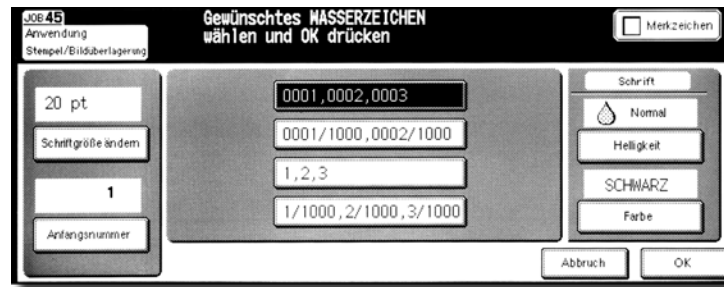 JOB 45
Anwendung
Stempel/Bildüberlagerung
Gewünschtes WASSERZEICHEN
wählen und OK drücken
Merkzeichen
20 pt
Schriftgröße ändern
1
Anfangsnummer
0001,0002,0003
0001/1000,0002/1000
1,2,3
1/1000,2/1000,3/1000
Schrift
Normal
Helligkeit
SCHWARZ
Farbe
Abbruch
OK